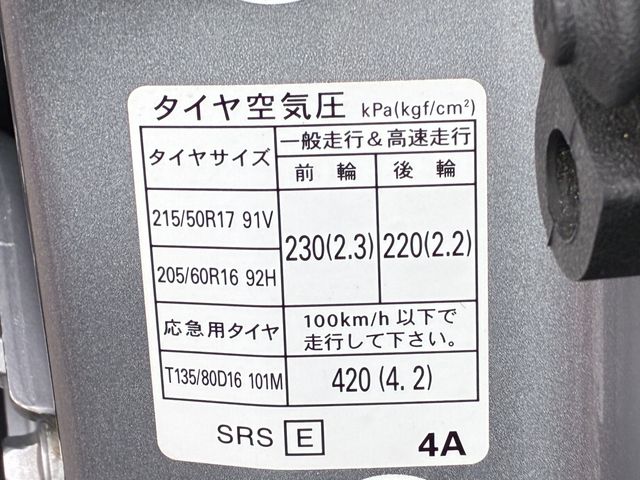 タイヤ空気圧 kPa(kgf/cm²)
タイヤサイズ 一般走行&高速走行
前輪 後輪
215/50R17 91V
230(2.3) 220(2.2)
205/60R16 92H
応急用タイヤ 100km/h 以下で
走行して下さい。
T135/80D16 101M 420 (4.2)
SRS E 4A